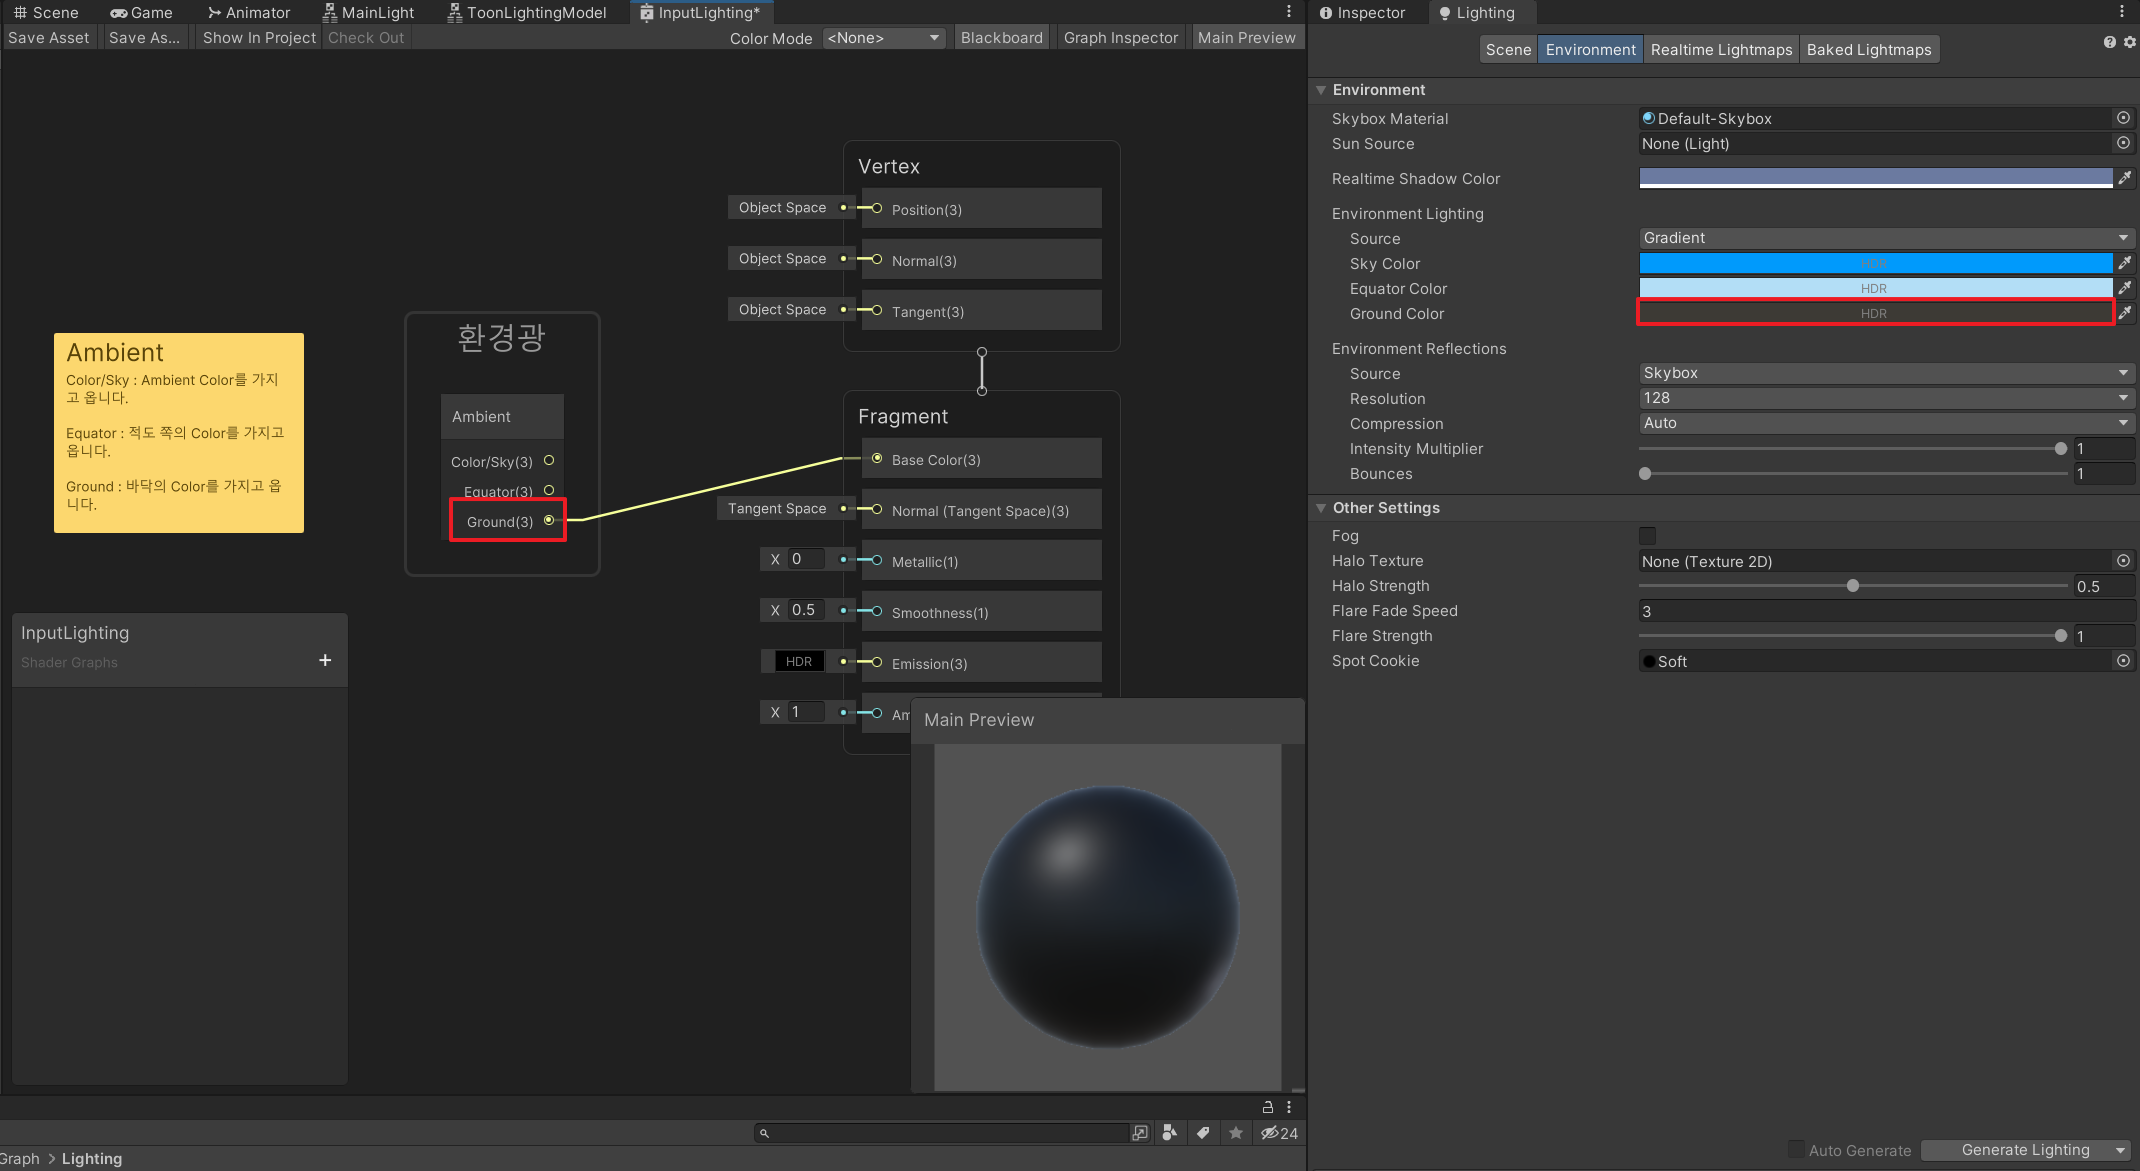 Scene
Game
Animator
MainLight
ToonLightingModel
InputLighting*
Save Asset
Save As...
Show In Project
Check Out
Color Mode
<None>
Blackboard
Graph Inspector
Main Preview
Vertex
Object Space
Position(3)
Object Space
Normal(3)
Object Space
Tangent(3)
환경광
Ambient
Color/Sky : Ambient Color를 가지
고 옵니다.
Equator : 적도 쪽의 Color를 가지고
옵니다.
Ground : 바닥의 Color를 가지고 옵
니다.
Ambient
Color/Sky(3)
Equator(3)
Ground(3)
Fragment
Base Color(3)
Tangent Space
Normal (Tangent Space)(3)
X 0
Metallic(1)
X 0.5
Smoothness(1)
HDR
Emission(3)
X 1
Am
InputLighting
Shader Graphs
+
Main Preview
24
Graph > Lighting
Inspector
Lighting
Scene
Environment
Realtime Lightmaps
Baked Lightmaps
Environment
Skybox Material
Default-Skybox
Sun Source
None (Light)
Realtime Shadow Color
Environment Lighting
Source
Gradient
Sky Color
HDR
Equator Color
HDR
Ground Color
HDR
Environment Reflections
Source
Skybox
Resolution
128
Compression
Auto
Intensity Multiplier
1
Bounces
1
Other Settings
Fog
Halo Texture
None (Texture 2D)
Halo Strength
0.5
Flare Fade Speed
3
Flare Strength
1
Spot Cookie
Soft
Auto Generate
Generate Lighting